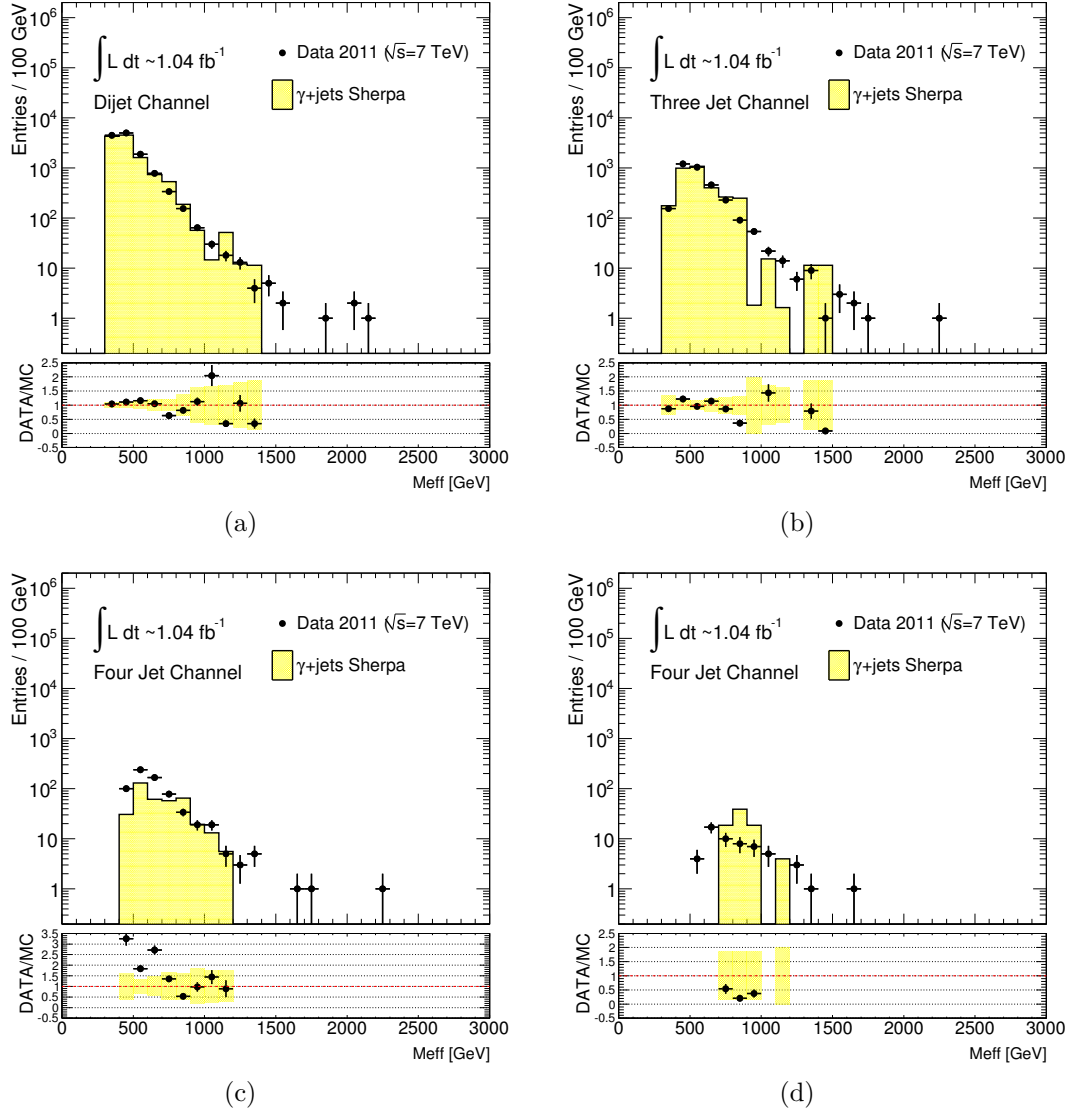 Entries / 100 GeV
10^6
10^5
10^4
10^3
10^2
10
1
∫ L dt ~1.04 fb^-1
Dijet Channel
Data 2011 (√s=7 TeV)
γ+jets Sherpa
DATA/MC
2.5
2
1.5
1
0.5
0
-0.5
0 500 1000 1500 2000 2500 3000
Meff [GeV]
(a)
Entries / 100 GeV
10^6
10^5
10^4
10^3
10^2
10
1
∫ L dt ~1.04 fb^-1
Three Jet Channel
Data 2011 (√s=7 TeV)
γ+jets Sherpa
DATA/MC
2.5
2
1.5
1
0.5
0
-0.5
0 500 1000 1500 2000 2500 3000
Meff [GeV]
(b)
Entries / 100 GeV
10^6
10^5
10^4
10^3
10^2
10
1
∫ L dt ~1.04 fb^-1
Four Jet Channel
Data 2011 (√s=7 TeV)
γ+jets Sherpa
DATA/MC
3.5
3
2.5
2
1.5
1
0.5
0
-0.5
0 500 1000 1500 2000 2500 3000
Meff [GeV]
(c)
Entries / 100 GeV
10^6
10^5
10^4
10^3
10^2
10
1
∫ L dt ~1.04 fb^-1
Four Jet Channel
Data 2011 (√s=7 TeV)
γ+jets Sherpa
DATA/MC
2.5
2
1.5
1
0.5
0
-0.5
0 500 1000 1500 2000 2500 3000
Meff [GeV]
(d)